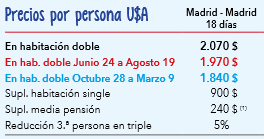 Precios por persona U$A
Madrid - Madrid
18 días
En habitación doble 2.070 $
En hab. doble Junio 24 a Agosto 19 1.970 $
En hab. doble Octubre 28 a Marzo 9 1.840 $
Supl. habitación single 900 $
Supl. media pensión 240 $ (1)
Reducción 3.ª persona en triple 5%